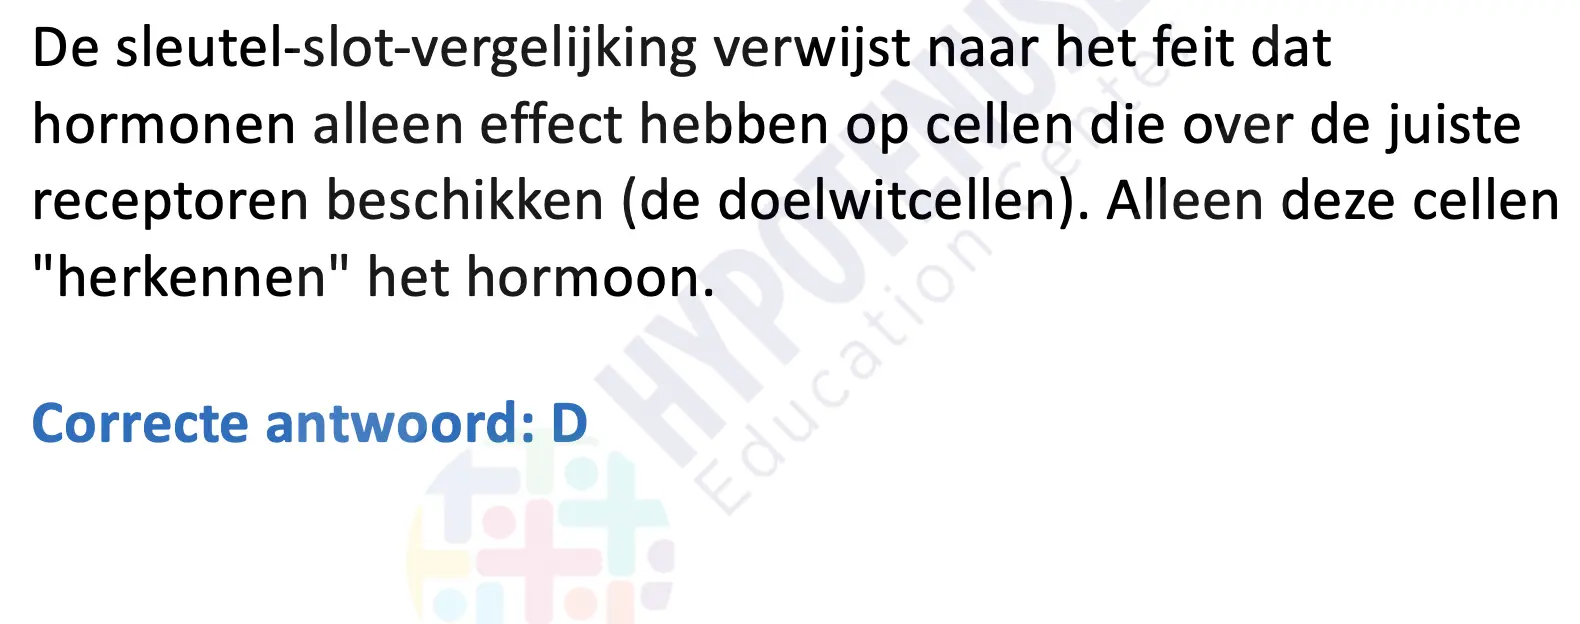 De sleutel-slot-vergelijking verwijst naar het feit dat
hormonen alleen effect hebben op cellen die over de juiste
receptoren beschikken (de doelwitcellen). Alleen deze cellen
"herkennen" het hormoon.
Correcte antwoord: D
HYPOTENUSE
Education Center